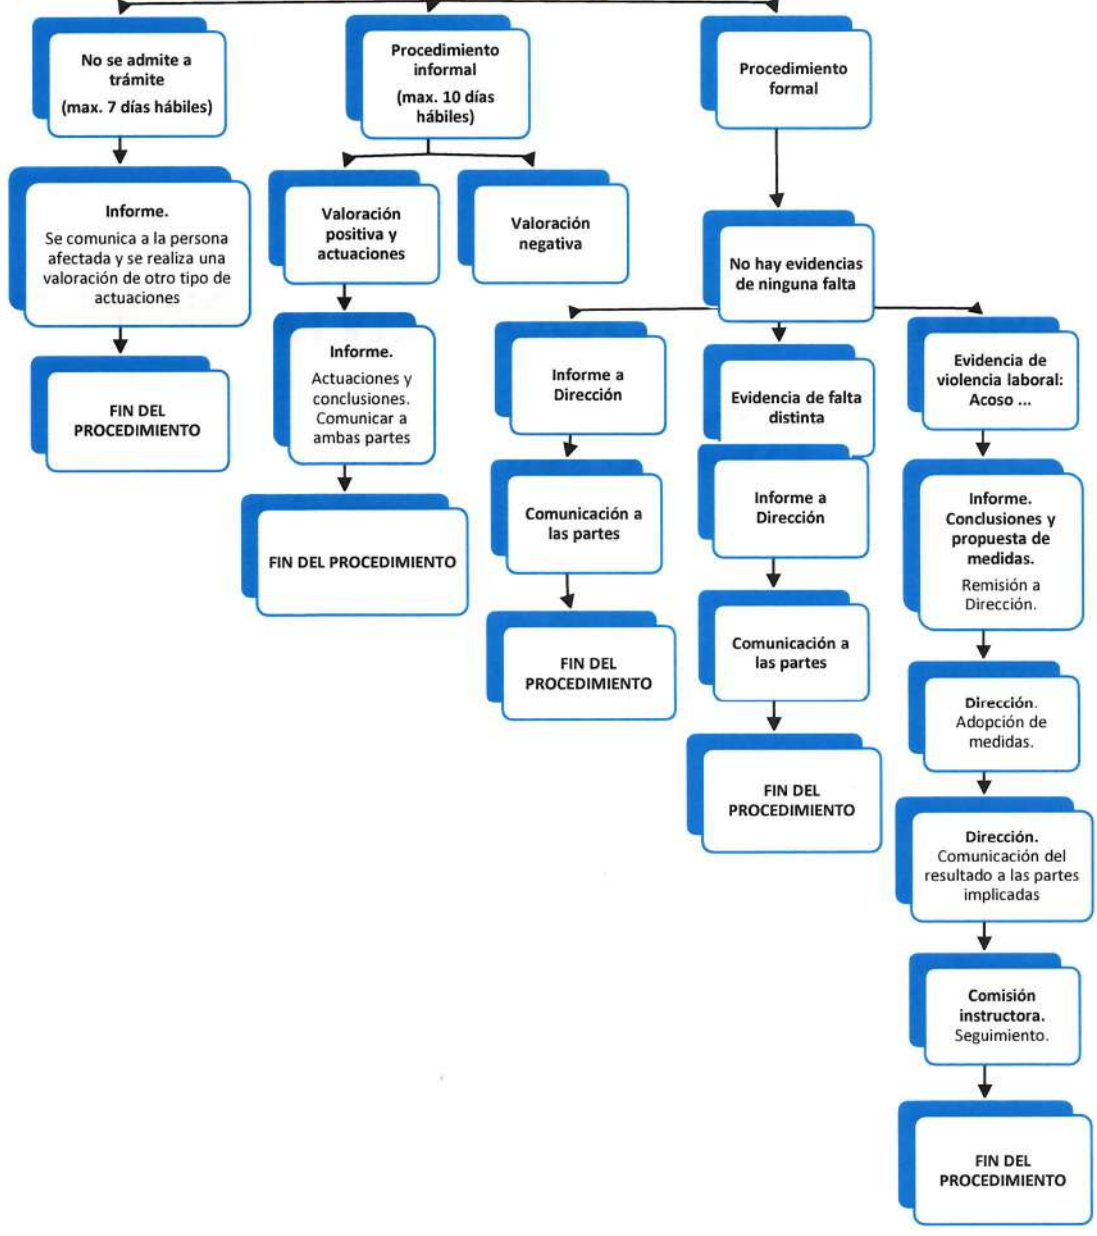 No se admite a
trámite
(max. 7 días hábiles)
Procedimiento
informal
(max. 10 días
hábiles)
Procedimiento
formal
Informe.
Se comunica a la persona
afectada y se realiza una
valoración de otro tipo de
actuaciones
Valoración
positiva y
actuaciones
Valoración
negativa
No hay evidencias
de ninguna falta
Informe.
Actuaciones y
conclusiones.
Comunicar a
ambas partes
Informe a
Dirección
Evidencia de falta
distinta
Evidencia de
violencia laboral:
Acoso ...
FIN DEL
PROCEDIMIENTO
FIN DEL PROCEDIMIENTO
Comunicación a
las partes
Informe a
Dirección
Informe.
Conclusiones y
propuesta de
medidas.
Remisión a
Dirección.
FIN DEL
PROCEDIMIENTO
Comunicación a
las partes
Dirección.
Adopción de
medidas.
FIN DEL
PROCEDIMIENTO
Dirección.
Comunicación del
resultado a las partes
implicadas
Comisión
instructora.
Seguimiento.
FIN DEL
PROCEDIMIENTO